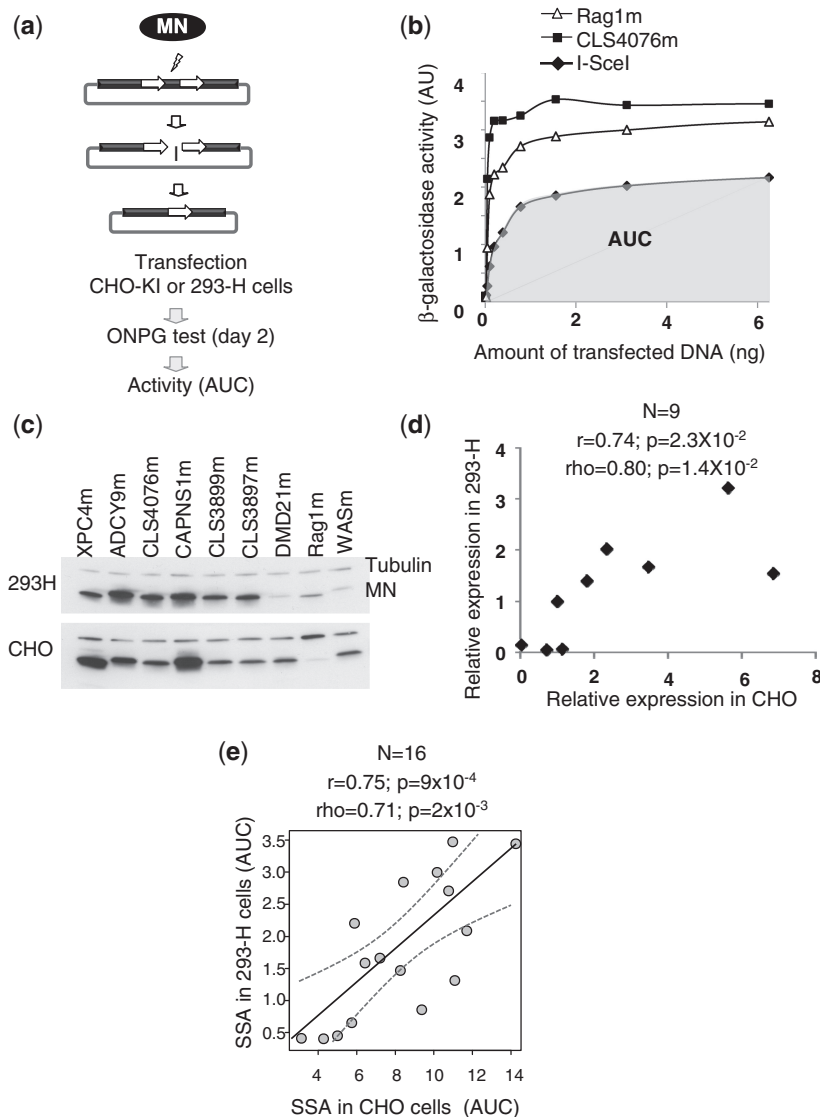 (a)
MN
Transfection
CHO-KI or 293-H cells
ONPG test (day 2)
Activity (AUC)
(b)
Rag1m
CLS4076m
I-SceI
β-galactosidase activity (AU)
4
3
2
1
0
AUC
0
2
4
6
Amount of transfected DNA (ng)
(c)
XPC4m
ADCY9m
CLS4076m
CAPNS1m
CLS3899m
CLS3897m
DMD21m
Rag1m
WASm
293H
Tubulin
MN
CHO
(d)
N=9
r=0.74; p=2.3X10-2
rho=0.80; p=1.4X10-2
Relative expression in 293-H
4
3
2
1
0
0
2
4
6
8
Relative expression in CHO
(e)
N=16
r=0.75; p=9x10-4
rho=0.71; p=2x10-3
SSA in 293-H cells (AUC)
3.5
3.0
2.5
2.0
1.5
1.0
0.5
4
6
8
10
12
14
SSA in CHO cells (AUC)